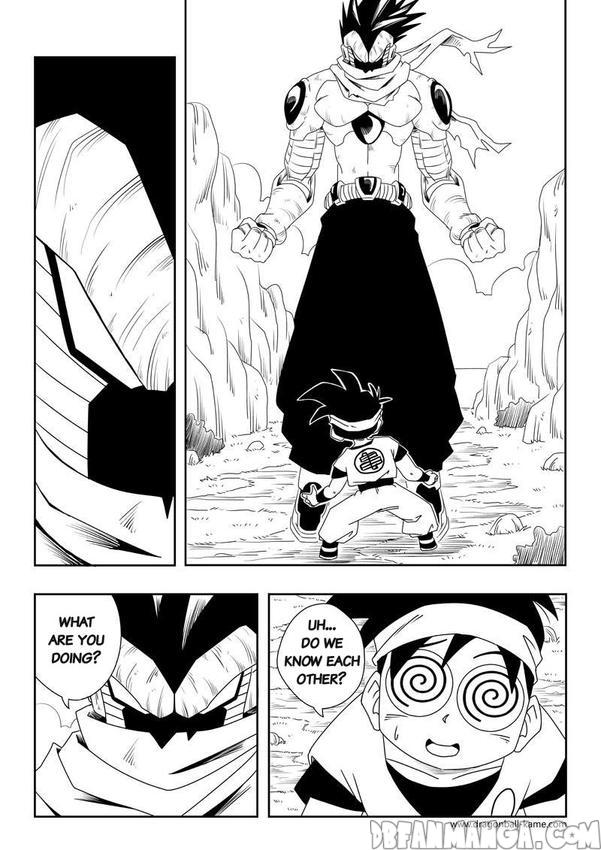 WHAT
ARE YOU
DOING?
UH...
DO WE
KNOW EACH
OTHER?
www.dragonball-kame.com
DBFANMANGA.COM